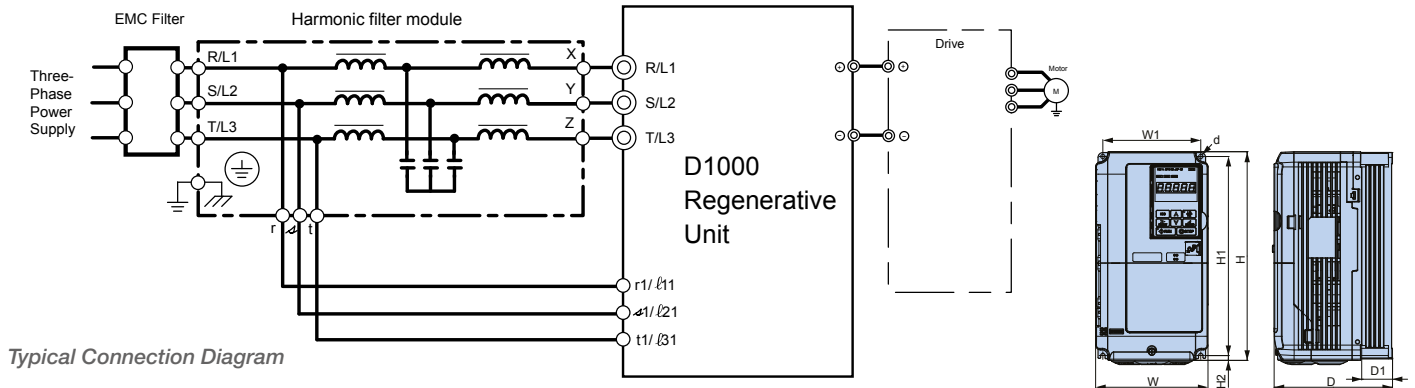 EMC Filter
Harmonic filter module
Three-
Phase
Power
Supply
R/L1
S/L2
T/L3
X
Y
Z
r
s
t
R/L1
S/L2
T/L3
D1000
Regenerative
Unit
r1/ℓ11
s1/ℓ21
t1/ℓ31
Drive
Motor
M
Typical Connection Diagram
W1
d
H1
H
H2
W
D1
D